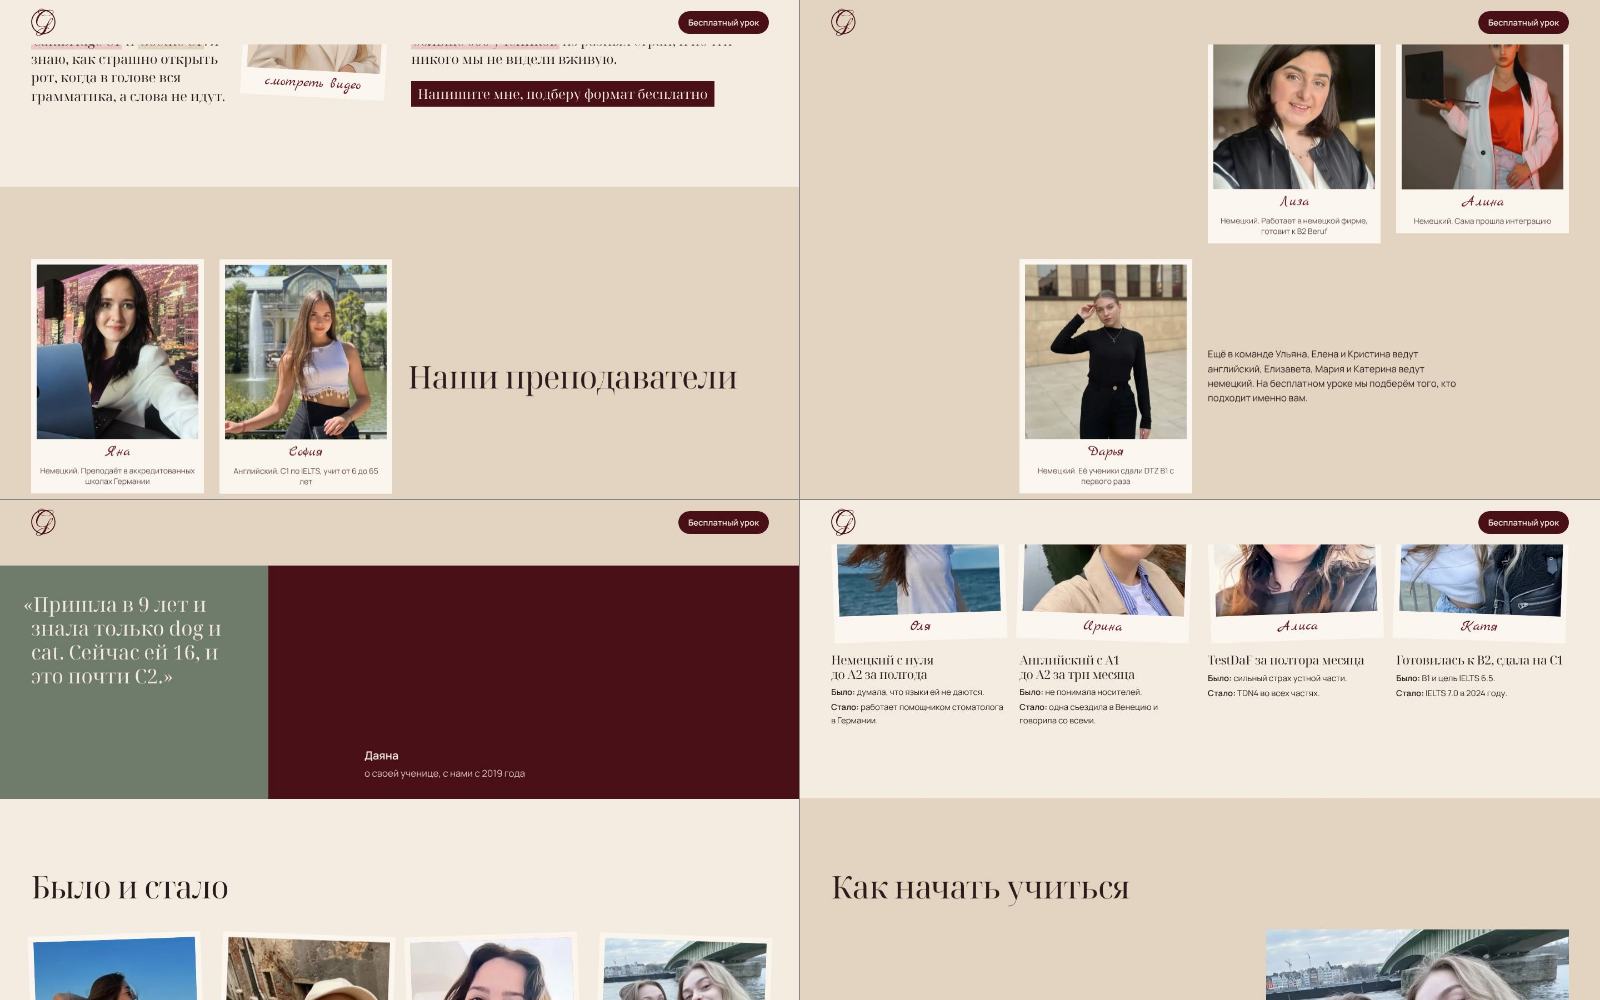 Бесплатный урок
знаю, как страшно открыть
рот, когда в голове вся
грамматика, а слова не идут.
смотреть видео
никого мы не видели вживую.
Напишите мне, подберу формат бесплатно
Наши преподаватели
Яна
Немецкий. Преподаёт в аккредитованных
школах Германии
София
Английский. C1 по IELTS, учит от 6 до 65
лет
Бесплатный урок
Лиза
Немецкий. Работает в немецкой фирме,
готовит к B2 Beruf
Алина
Немецкий. Сама прошла интеграцию
Дарья
Немецкий. Её ученики сдали DTZ B1 с
первого раза
Ещё в команде Ульяна, Елена и Кристина ведут
английский, Елизавета, Мария и Катерина ведут
немецкий. На бесплатном уроке мы подберём того, кто
подходит именно вам.
Бесплатный урок
«Пришла в 9 лет и
знала только dog и
cat. Сейчас ей 16, и
это почти C2.»
Даяна
о своей ученице, с нами с 2019 года
Было и стало
Бесплатный урок
Оля
Немецкий с нуля
до A2 за полгода
Было: думала, что языки ей не даются.
Стало: работает помощником стоматолога
в Германии.
Ирина
Английский с A1
до A2 за три месяца
Было: не понимала носителей.
Стало: одна съездила в Венецию и
говорила со всеми.
Алиса
TestDaF за полтора месяца
Было: сильный страх устной части.
Стало: TDN4 во всех частях.
Катя
Готовилась к B2, сдала на C1
Было: B1 и цель IELTS 6.5.
Стало: IELTS 7.0 в 2024 году.
Как начать учиться